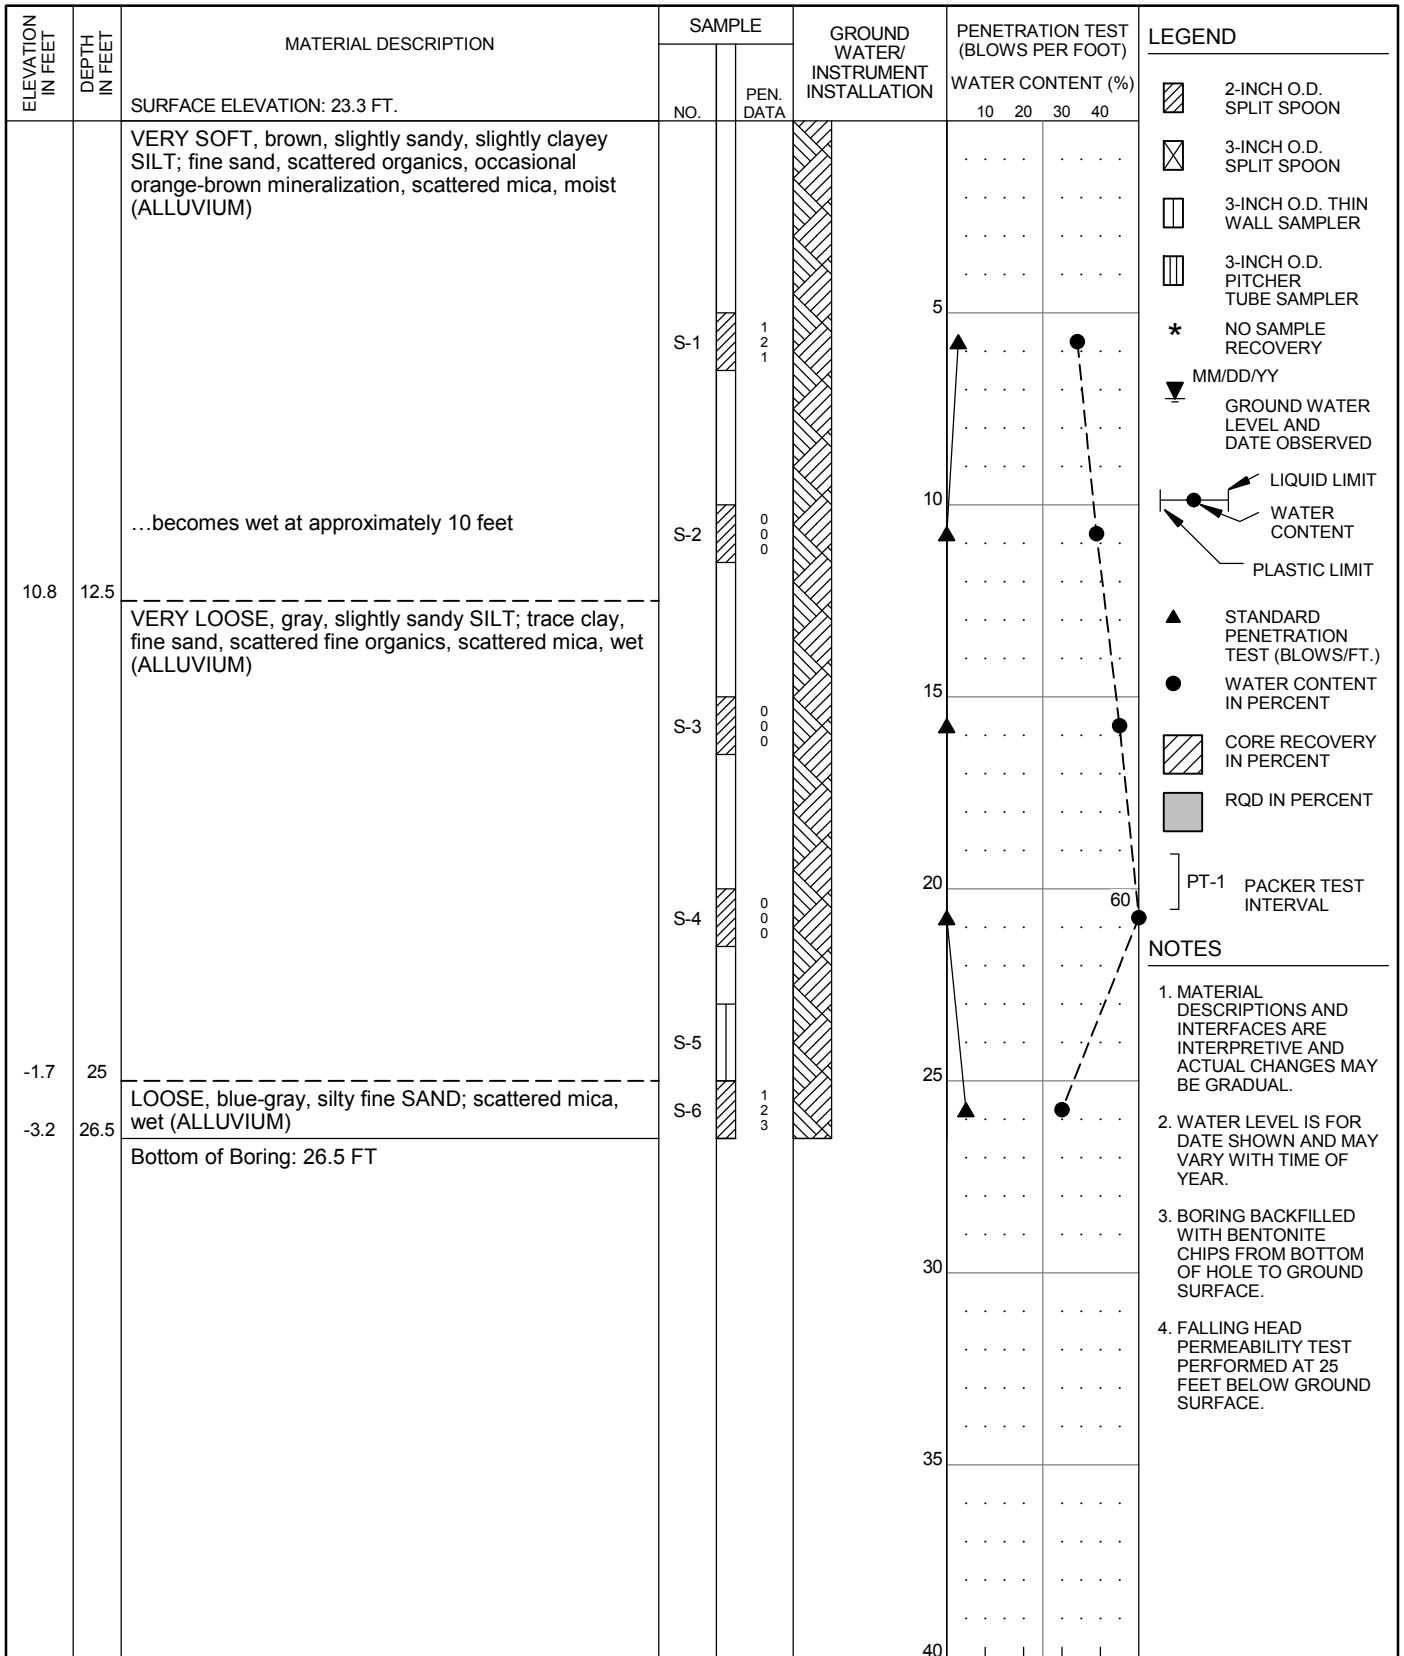 ELEVATION
IN FEET
DEPTH
IN FEET
MATERIAL DESCRIPTION
SURFACE ELEVATION: 23.3 FT.
SAMPLE
NO.
PEN.
DATA
GROUND
WATER/
INSTRUMENT
INSTALLATION
PENETRATION TEST
(BLOWS PER FOOT)
WATER CONTENT (%)
10 20 30 40
VERY SOFT, brown, slightly sandy, slightly clayey
SILT; fine sand, scattered organics, occasional
orange-brown mineralization, scattered mica, moist
(ALLUVIUM)
5
S-1
1
2
1
10
…becomes wet at approximately 10 feet
S-2
0
0
0
10.8 12.5
VERY LOOSE, gray, slightly sandy SILT; trace clay,
fine sand, scattered fine organics, scattered mica, wet
(ALLUVIUM)
15
S-3
0
0
0
20
60
S-4
0
0
0
S-5
-1.7 25
25
LOOSE, blue-gray, silty fine SAND; scattered mica,
wet (ALLUVIUM)
S-6
1
2
3
-3.2 26.5
Bottom of Boring: 26.5 FT
30
35
40
LEGEND
2-INCH O.D.
SPLIT SPOON
3-INCH O.D.
SPLIT SPOON
3-INCH O.D. THIN
WALL SAMPLER
3-INCH O.D.
PITCHER
TUBE SAMPLER
* NO SAMPLE
RECOVERY
MM/DD/YY
GROUND WATER
LEVEL AND
DATE OBSERVED
LIQUID LIMIT
WATER
CONTENT
PLASTIC LIMIT
STANDARD
PENETRATION
TEST (BLOWS/FT.)
WATER CONTENT
IN PERCENT
CORE RECOVERY
IN PERCENT
RQD IN PERCENT
PT-1 PACKER TEST
INTERVAL
NOTES
1. MATERIAL
DESCRIPTIONS AND
INTERFACES ARE
INTERPRETIVE AND
ACTUAL CHANGES MAY
BE GRADUAL.
2. WATER LEVEL IS FOR
DATE SHOWN AND MAY
VARY WITH TIME OF
YEAR.
3. BORING BACKFILLED
WITH BENTONITE
CHIPS FROM BOTTOM
OF HOLE TO GROUND
SURFACE.
4. FALLING HEAD
PERMEABILITY TEST
PERFORMED AT 25
FEET BELOW GROUND
SURFACE.